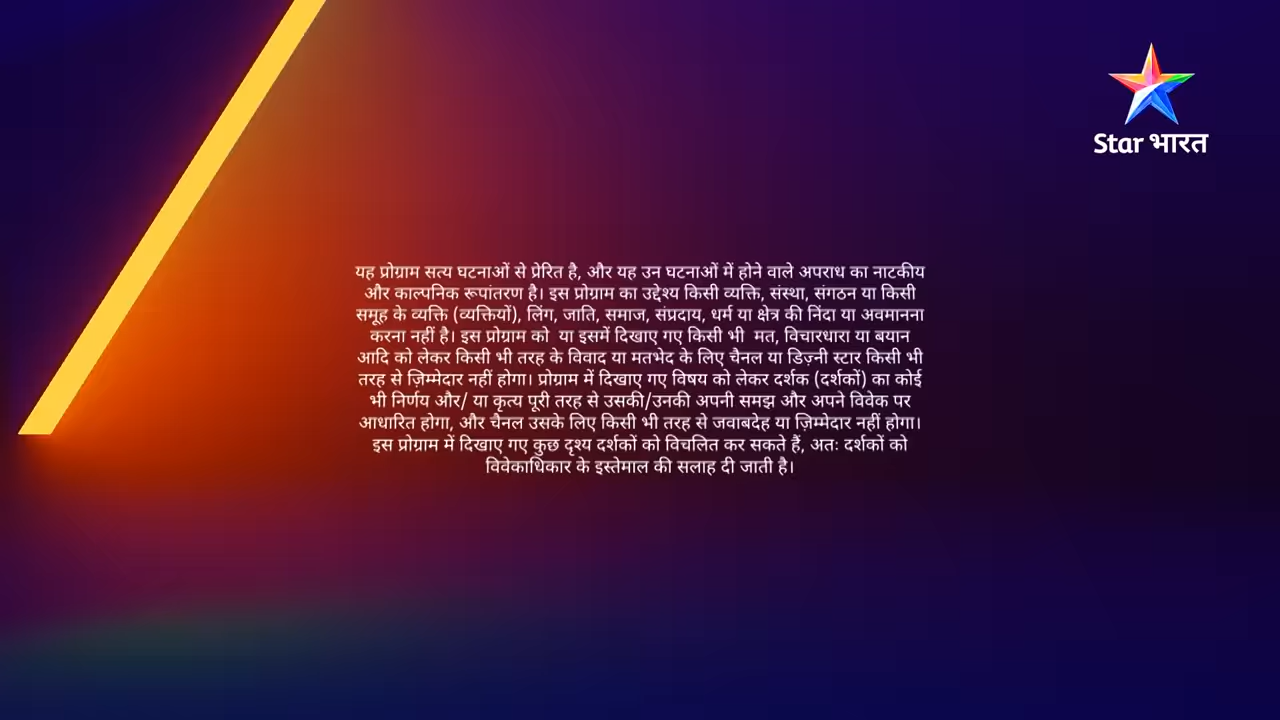 Star भारत
यह प्रोग्राम सत्य घटनाओं से प्रेरित है, और यह उन घटनाओं में होने वाले अपराध का नाटकीय
और काल्पनिक रूपांतरण है। इस प्रोग्राम का उद्देश्य किसी व्यक्ति, संस्था, संगठन या किसी
समूह के व्यक्ति (व्यक्तियों), लिंग, जाति, समाज, संप्रदाय, धर्म या क्षेत्र की निंदा या अवमानना
करना नहीं है। इस प्रोग्राम को या इसमें दिखाए गए किसी भी मत, विचारधारा या बयान
आदि को लेकर किसी भी तरह के विवाद या मतभेद के लिए चैनल या डिज़्नी स्टार किसी भी
तरह से ज़िम्मेदार नहीं होगा। प्रोग्राम में दिखाए गए विषय को लेकर दर्शक (दर्शकों) का कोई
भी निर्णय और/ या कृत्य पूरी तरह से उसकी/उनकी अपनी समझ और अपने विवेक पर
आधारित होगा, और चैनल उसके लिए किसी भी तरह से जवाबदेह या ज़िम्मेदार नहीं होगा।
इस प्रोग्राम में दिखाए गए कुछ दृश्य दर्शकों को विचलित कर सकते हैं, अतः दर्शकों को
विवेकाधिकार के इस्तेमाल की सलाह दी जाती है।